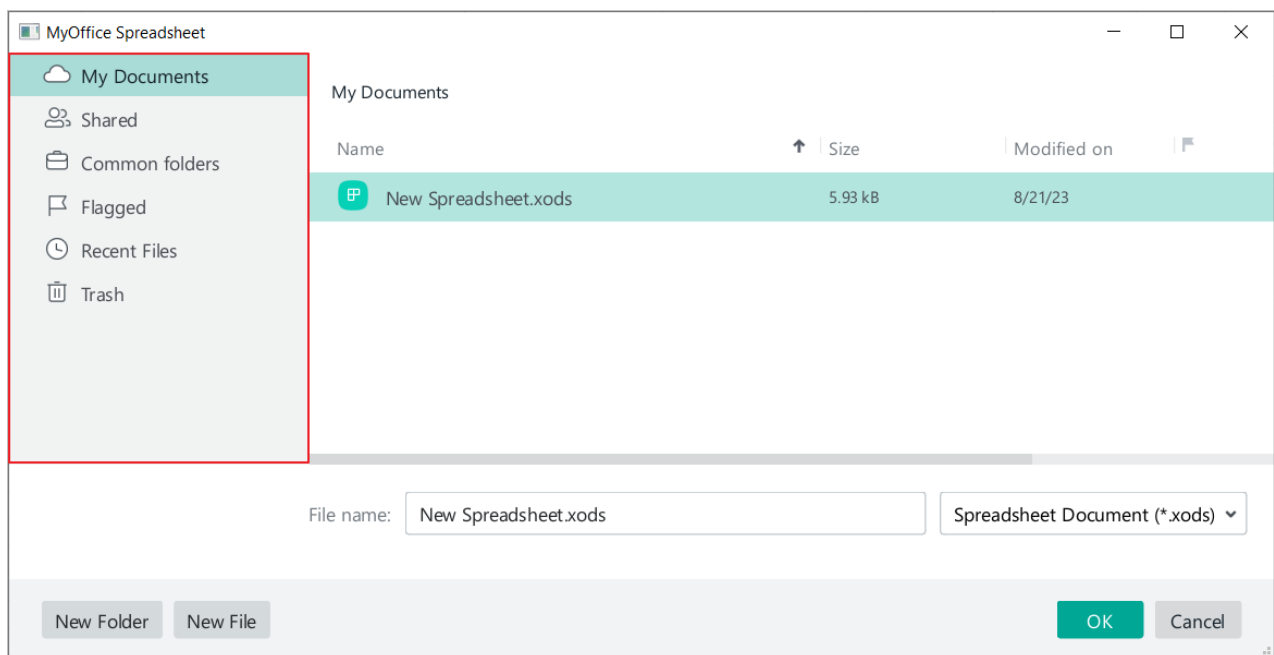 MyOffice Spreadsheet
My Documents
Shared
Common folders
Flagged
Recent Files
Trash
My Documents
Name Size Modified on
New Spreadsheet.xods 5.93 kB 8/21/23
File name: New Spreadsheet.xods Spreadsheet Document (*.xods)
New Folder New File OK Cancel